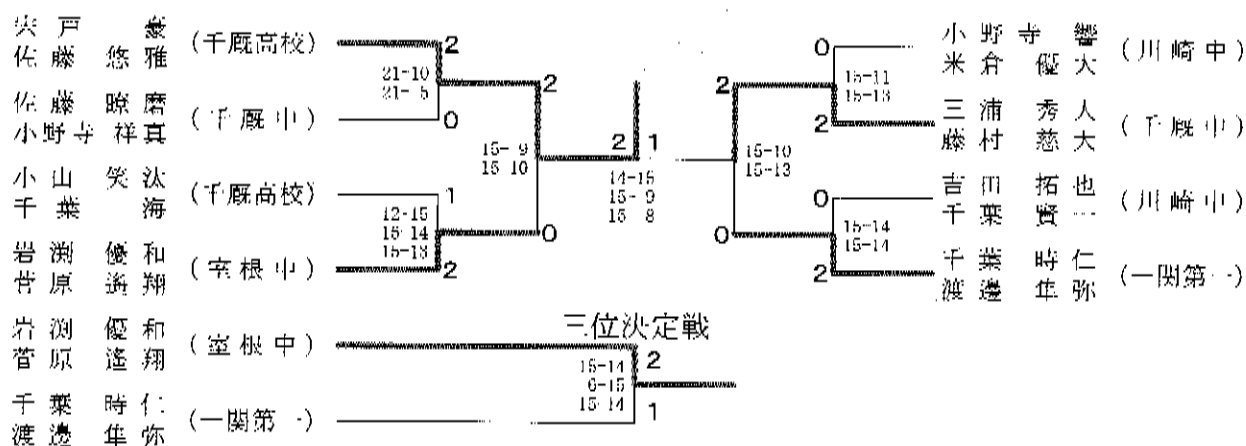 宍戸 豪
佐藤 悠雅
(千厩高校)
2
21-10
21- 5
佐藤 瞭磨
小野寺 祥真
(千厩中)
0
2
15- 9
15-10
小山 笑汰
千葉 海
(千厩高校)
1
12-15
15-14
15-13
岩渕 優和
菅原 遙翔
(室根中)
2
0
2 1
14-15
15- 9
15- 8
小野寺 響
米倉 優大
(川崎中)
0
15-11
15-13
三浦 秀人
藤村 慈大
(千厩中)
2
2
15-10
15-13
吉田 拓也
千葉 賢一
(川崎中)
0
15-14
15-14
千葉 時仁
渡邊 隼弥
(一関第一)
2
0
三位決定戦
岩渕 優和
菅原 遙翔
(室根中)
2
15-14
6-15
15-14
千葉 時仁
渡邊 隼弥
(一関第一)
1